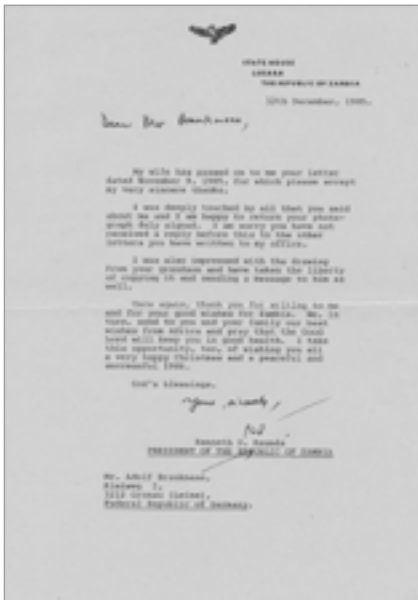 STATE HOUSE
LUSAKA
THE REPUBLIC OF ZAMBIA
12th December, 1985.
Dear Mr
My wife has passed on to me your letter
dated November 9, 1985, for which please accept
my very sincere thanks.
I was deeply touched by all that you said
about me and I am happy to return your photo-
graph duly signed. I am sorry you have not
received a reply before this to the other
letters you have written to my office.
I was also impressed with the drawing
from your grandson and have taken the liberty
of copying it and sending a message to him as
well.
Once again, thank you for writing to me
and for your good wishes for Zambia. We, in
turn, send to you and your family our best
wishes from Africa and pray that the Good
Lord will keep you in good health. I take
this opportunity, too, of wishing you all
a very happy Christmas and a peaceful and
successful 1986.
God's blessings.
Yours sincerely,
Kenneth D. Kaunda
PRESIDENT OF THE REPUBLIC OF ZAMBIA
Mr. Adolf
3212 Gronau (Leine),
Federal Republic of Germany.